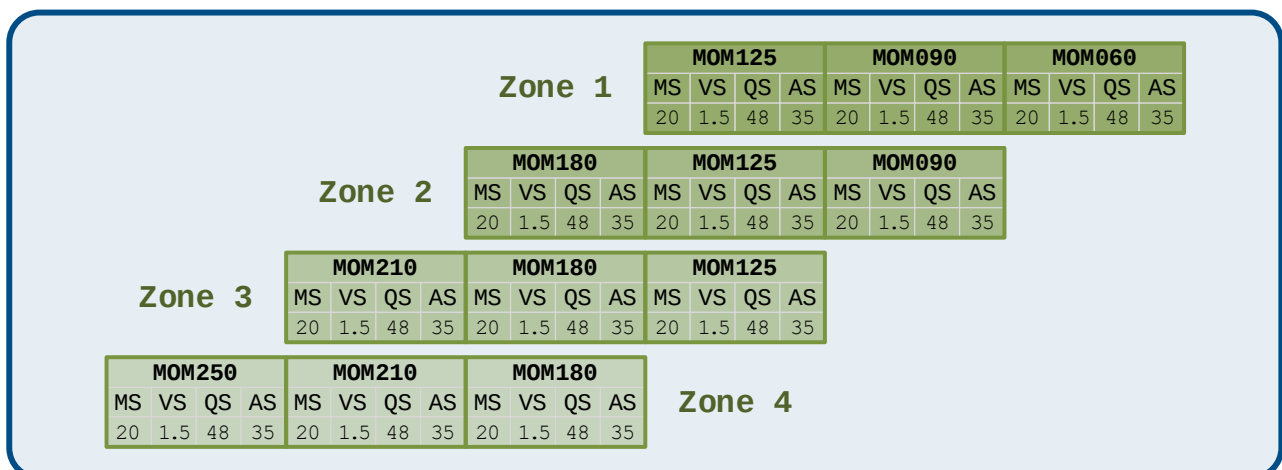 MOM125 MOM090 MOM060
Zone 1
MS VS QS AS MS VS QS AS MS VS QS AS
20 1.5 48 35 20 1.5 48 35 20 1.5 48 35
MOM180 MOM125 MOM090
Zone 2
MS VS QS AS MS VS QS AS MS VS QS AS
20 1.5 48 35 20 1.5 48 35 20 1.5 48 35
MOM210 MOM180 MOM125
Zone 3
MS VS QS AS MS VS QS AS MS VS QS AS
20 1.5 48 35 20 1.5 48 35 20 1.5 48 35
MOM250 MOM210 MOM180
MS VS QS AS MS VS QS AS MS VS QS AS
Zone 4
20 1.5 48 35 20 1.5 48 35 20 1.5 48 35